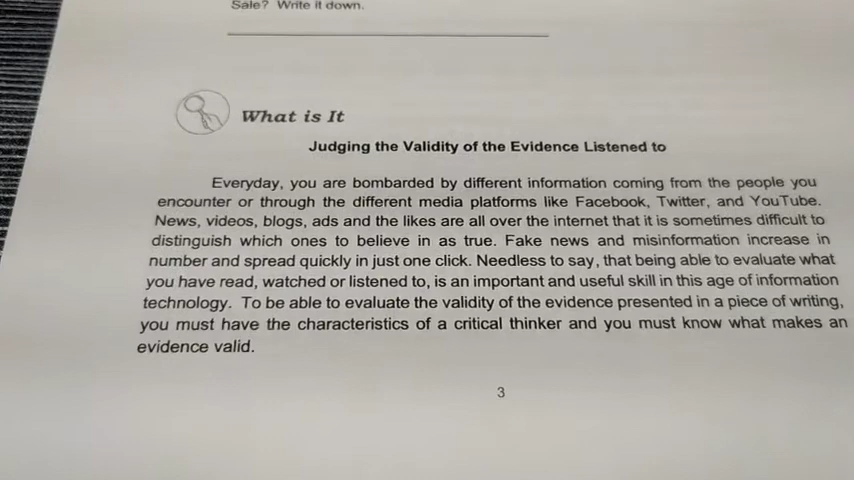 Sale? Write it down.
What is It
Judging the Validity of the Evidence Listened to
Everyday, you are bombarded by different information coming from the people you
encounter or through the different media platforms like Facebook, Twitter, and YouTube.
News, videos, blogs, ads and the likes are all over the internet that it is sometimes difficult to
distinguish which ones to believe in as true. Fake news and misinformation increase in
number and spread quickly in just one click. Needless to say, that being able to evaluate what
you have read, watched or listened to, is an important and useful skill in this age of information
technology. To be able to evaluate the validity of the evidence presented in a piece of writing,
you must have the characteristics of a critical thinker and you must know what makes an
evidence valid.
3